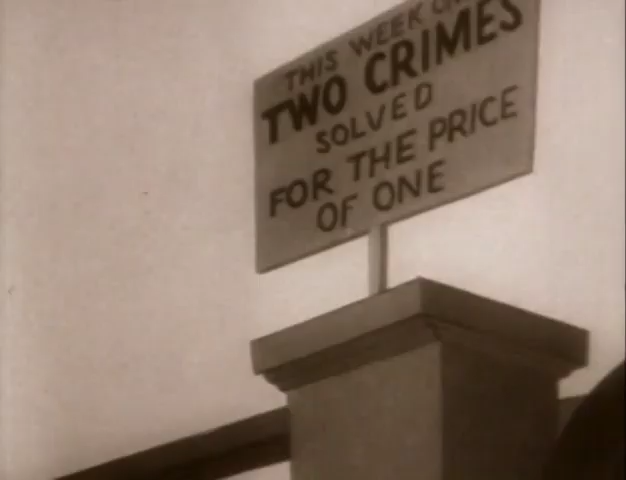 THIS WEEK
TWO CRIMES
SOLVED
FOR THE PRICE
OF ONE